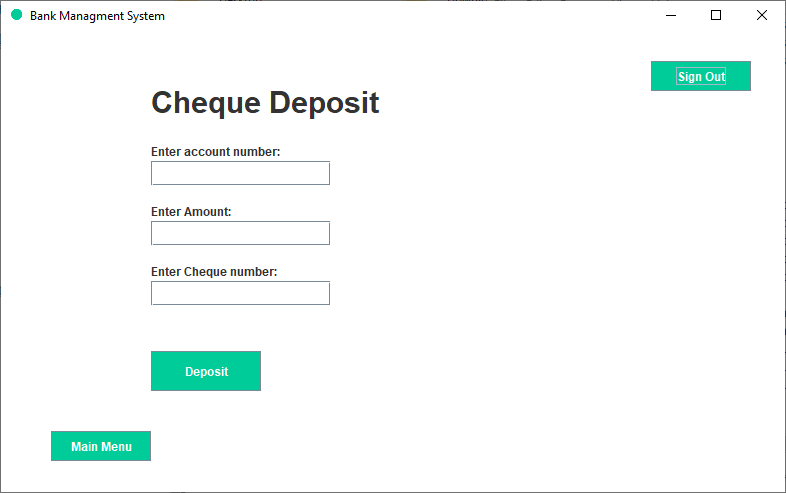 Bank Managment System
Sign Out
Cheque Deposit
Enter account number:
Enter Amount:
Enter Cheque number:
Deposit
Main Menu